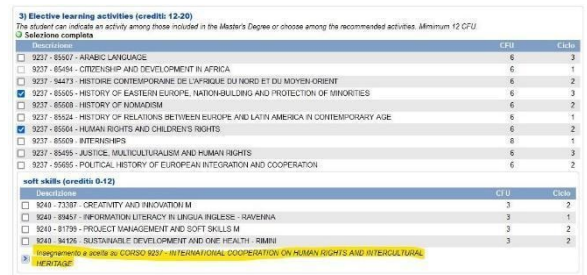 3) Elective learning activities (crediti: 12-20)
The student can indicate an activity among those included in the Master's Degree or choose among the recommended activities. Mimimum 12 CFU.
Selezione completa
Descrizione CFU Ciclo
9237 - 85507 - ARABIC LANGUAGE 6 3
9237 - 85494 - CITIZENSHIP AND DEVELOPMENT IN AFRICA 6 1
9237 - 94473 - HISTOIRE CONTEMPORAINE DE L'AFRIQUE DU NORD ET DU MOYEN-ORIENT 6 2
9237 - 85505 - HISTORY OF EASTERN EUROPE, NATION-BUILDING AND PROTECTION OF MINORITIES 6 3
9237 - 85508 - HISTORY OF NOMADISM 6 2
9237 - 85524 - HISTORY OF RELATIONS BETWEEN EUROPE AND LATIN AMERICA IN CONTEMPORARY AGE 6 1
9237 - 85504 - HUMAN RIGHTS AND CHILDREN'S RIGHTS 6 2
9237 - 85509 - INTERNSHIPS 8 1
9237 - 85495 - JUSTICE, MULTICULTURALISM AND HUMAN RIGHTS 6 3
9237 - 95695 - POLITICAL HISTORY OF EUROPEAN INTEGRATION AND COOPERATION 6 2
soft skills (crediti: 0-12)
Descrizione CFU Ciclo
9240 - 73387 - CREATIVITY AND INNOVATION M 3 2
9240 - 89457 - INFORMATION LITERACY IN LINGUA INGLESE - RAVENNA 3 1
9240 - 81799 - PROJECT MANAGEMENT AND SOFT SKILLS M 3 2
9240 - 94126 - SUSTAINABLE DEVELOPMENT AND ONE HEALTH - RIMINI 3 2
Insegnamento a scelta su CORSO 9237 - INTERNATIONAL COOPERATION ON HUMAN RIGHTS AND INTERCULTURAL
HERITAGE